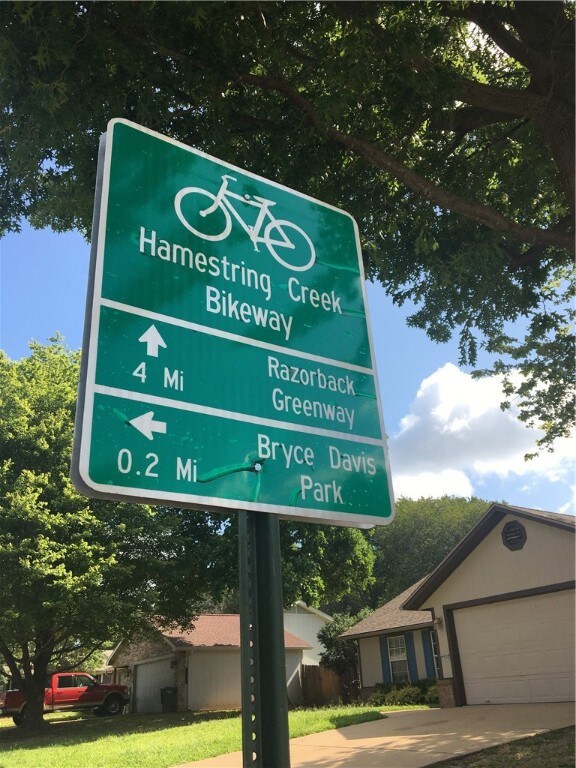 Hamestring Creek
Bikeway
4 Mi
Razorback
Greenway
0.2 Mi
Bryce Davis
Park